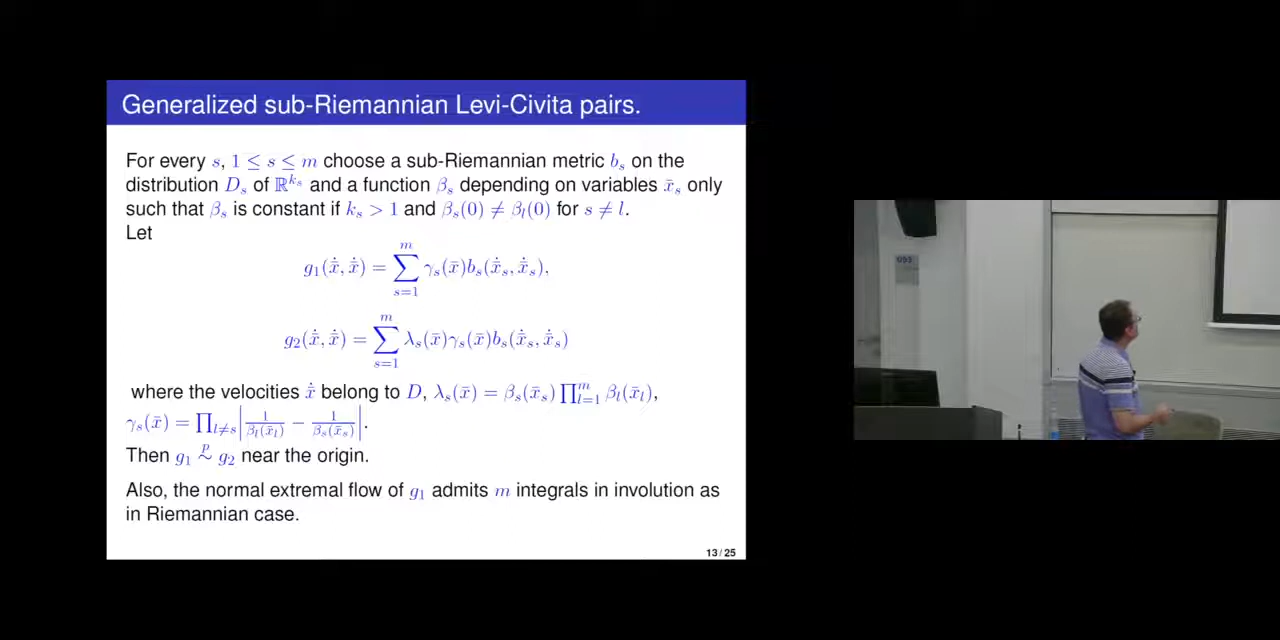 Generalized sub-Riemannian Levi-Civita pairs.
For every s, 1 ≤ s ≤ m choose a sub-Riemannian metric b_s on the
distribution D_s of ℝ^{k_s} and a function β_s depending on variables x̄_s only
such that β_s is constant if k_s > 1 and β_s(0) ≠ β_l(0) for s ≠ l.
Let
g_1(ẋ̄, ẋ̄) = ∑_{s=1}^{m} γ_s(x̄)b_s(ẋ̄_s, ẋ̄_s),
g_2(ẋ̄, ẋ̄) = ∑_{s=1}^{m} λ_s(x̄)γ_s(x̄)b_s(ẋ̄_s, ẋ̄_s)
where the velocities ẋ̄ belong to D, λ_s(x̄) = β_s(x̄_s) ∏_{l=1}^{m} β_l(x̄_l),
γ_s(x̄) = ∏_{l≠s} |1/β_l(x̄_l) − 1/β_s(x̄_s)|.
Then g_1 ~^p g_2 near the origin.
Also, the normal extremal flow of g_1 admits m integrals in involution as
in Riemannian case.
13 / 25